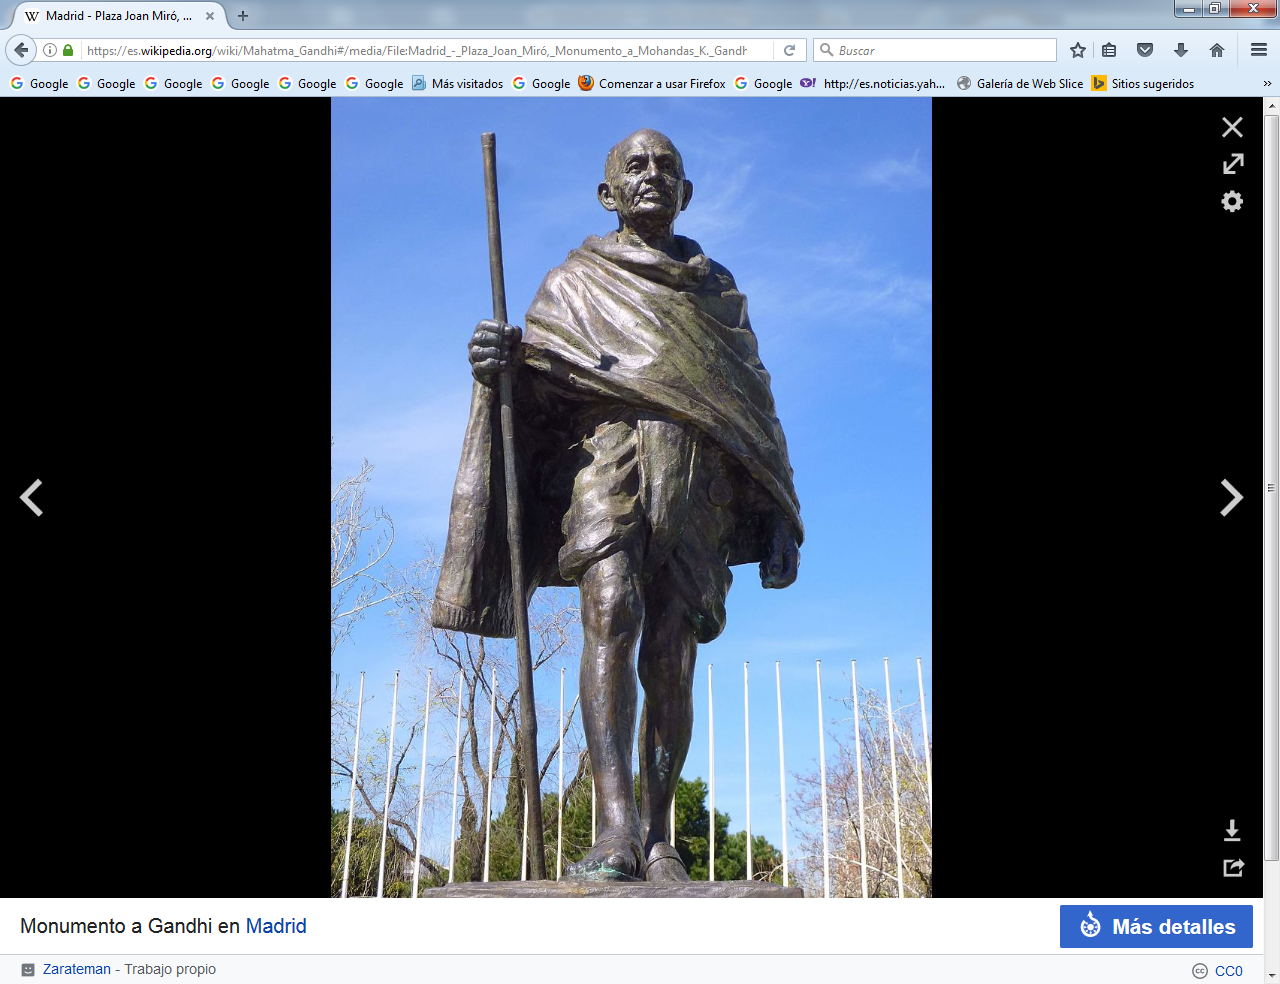 Madrid - Plaza Joan Miró, ...
https://es.wikipedia.org/wiki/Mahatma_Gandhi#/media/File:Madrid_-_Plaza_Joan_Miró,_Monumento_a_Mohandas_K._Gandh
Buscar
Google Google Google Google Google Google Más visitados Google Comenzar a usar Firefox Google http://es.noticias.yah... Galería de Web Slice Sitios sugeridos
Monumento a Gandhi en Madrid
Más detalles
Zarateman - Trabajo propio
CC0